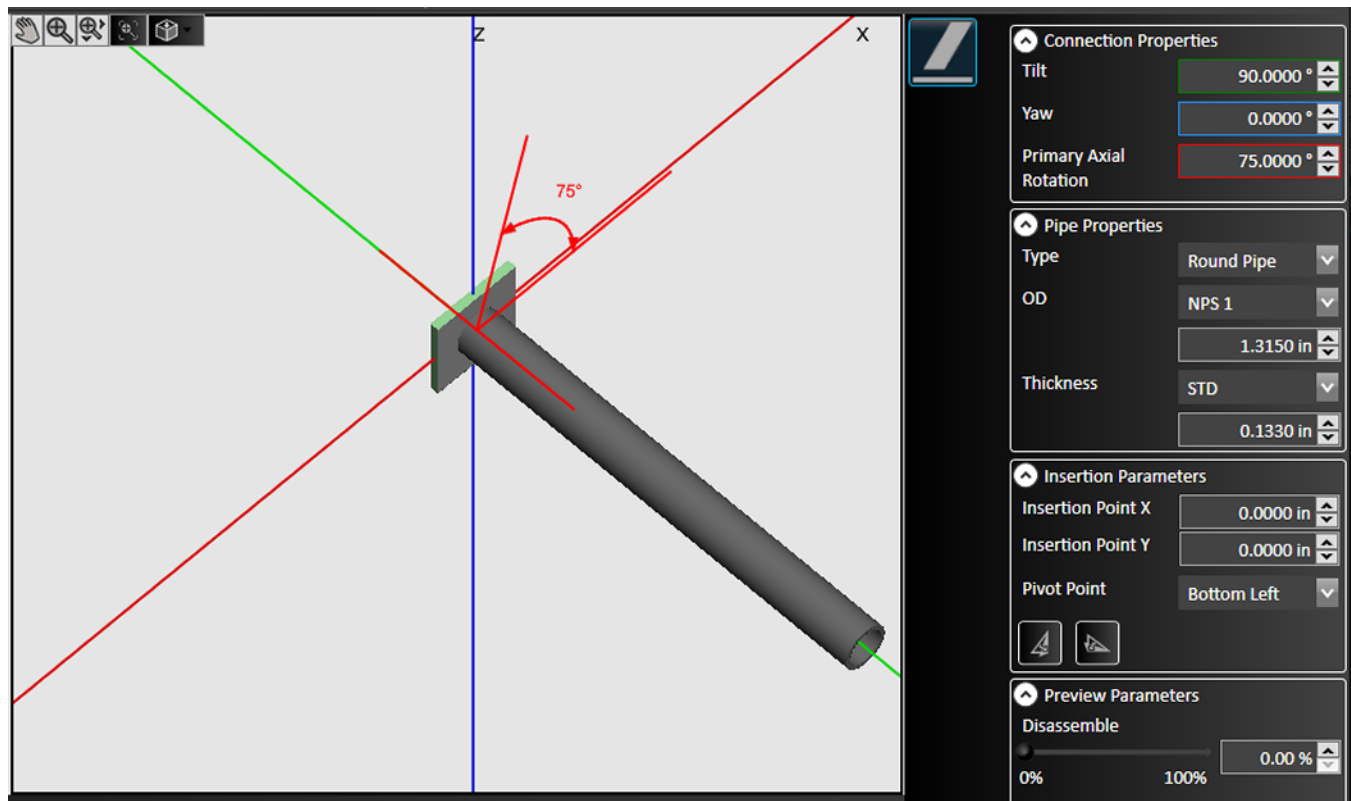 Z
X
75°
Connection Properties
Tilt
90.0000 °
Yaw
0.0000 °
Primary Axial
Rotation
75.0000 °
Pipe Properties
Type
Round Pipe
OD
NPS 1
1.3150 in
Thickness
STD
0.1330 in
Insertion Parameters
Insertion Point X
0.0000 in
Insertion Point Y
0.0000 in
Pivot Point
Bottom Left
Preview Parameters
Disassemble
0.00 %
0%
100%